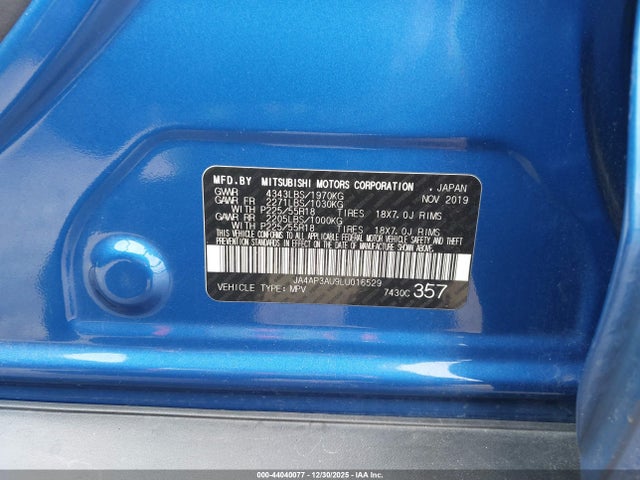 MFD.BY MITSUBISHI MOTORS CORPORATION , JAPAN
GVWR 4343LBS/1970KG NOV 2019
GAWR FR 2271LBS/1030KG
WITH P225/55R18 TIRES 18X7.0J RIMS
GAWR RR 2205LBS/1000KG
WITH P225/55R18 TIRES 18X7.0J RIMS
THIS VEHICLE CONFORMS TO ALL APPLICABLE FEDERAL MOTOR VEHICLE SAFETY AND THEFT
PREVENTION STANDARDS IN EFFECT ON THE DATE OF MANUFACTURE SHOWN ABOVE.
JA4AP3AU9LU016529
VEHICLE TYPE: MPV 7430C 357
000-44040077 - 12/30/2025 - IAAI.COM